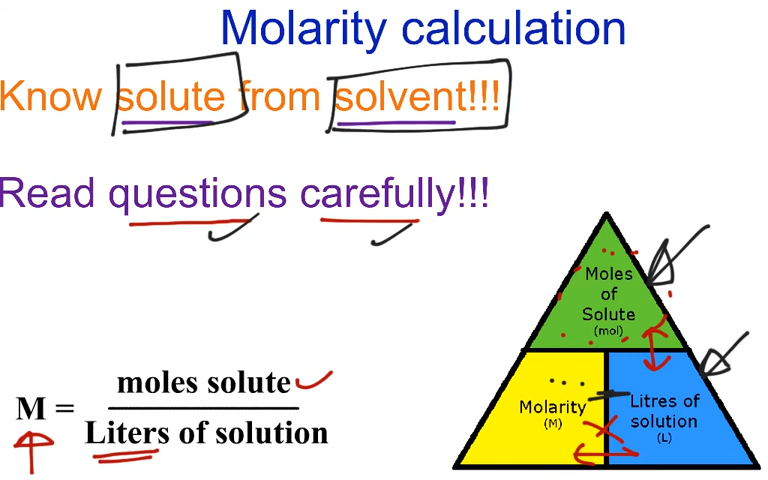 Molarity calculation
Know solute from solvent!!!
Read questions carefully!!!
M = moles solute
Liters of solution
Moles
of
Solute
(mol)
Molarity
(M)
Litres of
solution
(L)